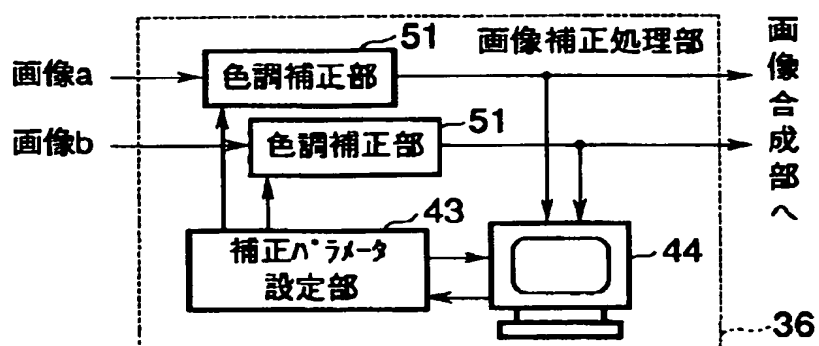 51
画像補正処理部
画像a
色調補正部
51
画像b
色調補正部
画像合成部へ
43
補正パラメータ
設定部
44
36